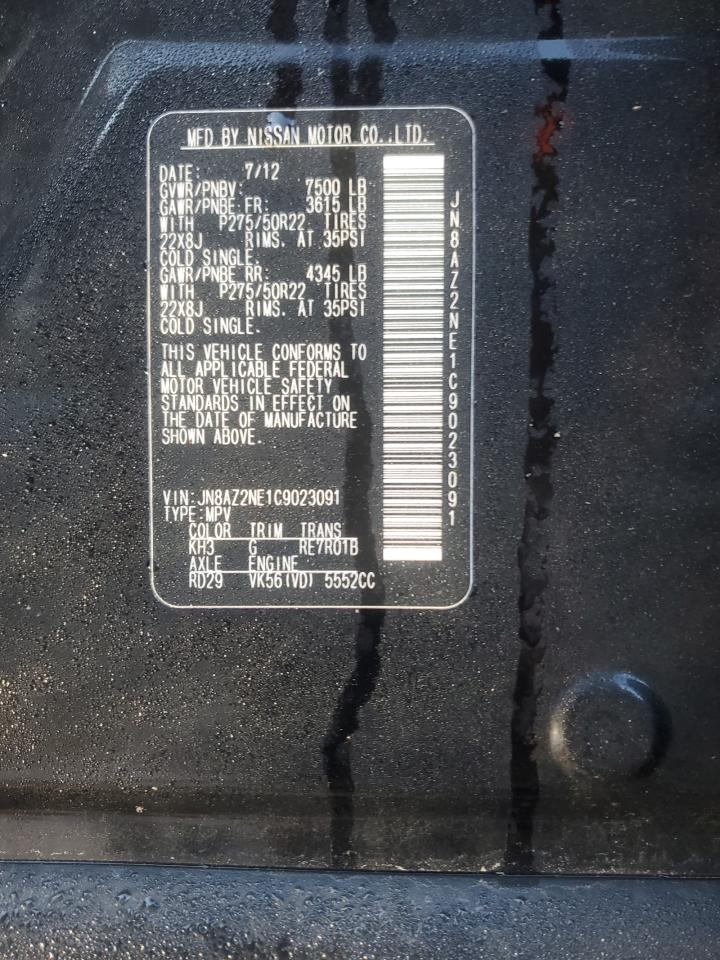 MFD BY NISSAN MOTOR CO.,LTD.
DATE: 7/12
GVWR/PNBV: 7500 LB
GAWR/PNBE FR: 3615 LB
WITH P275/50R22 TIRES
22X8J RIMS. AT 35PSI
COLD SINGLE.
GAWR/PNBE RR: 4345 LB
WITH P275/50R22 TIRES
22X8J RIMS. AT 35PSI
COLD SINGLE.
THIS VEHICLE CONFORMS TO
ALL APPLICABLE FEDERAL
MOTOR VEHICLE SAFETY
STANDARDS IN EFFECT ON
THE DATE OF MANUFACTURE
SHOWN ABOVE.
VIN:JN8AZ2NE1C9023091
TYPE:MPV
COLOR TRIM TRANS
KH3 G RE7R01B
AXLE ENGINE
RD29 VK56(VD) 5552CC
JN8AZ2NE1C9023091